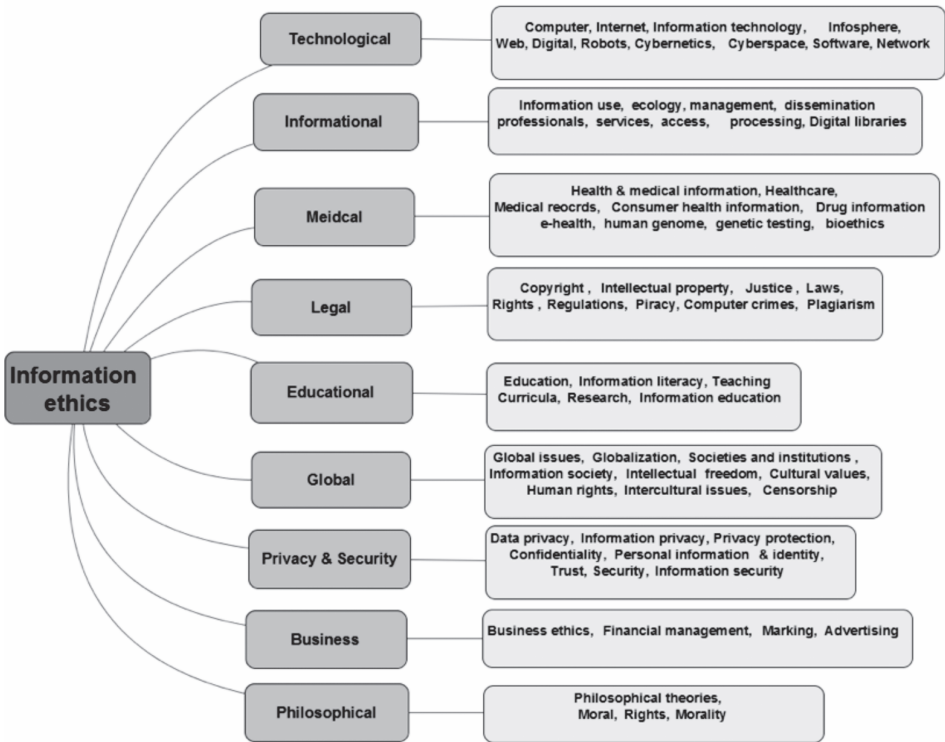 Technological
Computer, Internet, Information technology, Infosphere,
Web, Digital, Robots, Cybernetics, Cyberspace, Software, Network
Informational
Information use, ecology, management, dissemination
professionals, services, access, processing, Digital libraries
Meidcal
Health & medical information, Healthcare,
Medical reocrds, Consumer health information, Drug information
e-health, human genome, genetic testing, bioethics
Legal
Copyright , Intellectual property, Justice , Laws,
Rights , Regulations, Piracy, Computer crimes, Plagiarism
Information
ethics
Educational
Education, Information literacy, Teaching
Curricula, Research, Information education
Global
Global issues, Globalization, Societies and institutions ,
Information society, Intellectual freedom, Cultural values,
Human rights, Intercultural issues, Censorship
Privacy & Security
Data privacy, Information privacy, Privacy protection,
Confidentiality, Personal information & identity,
Trust, Security, Information security
Business
Business ethics, Financial management, Marking, Advertising
Philosophical
Philosophical theories,
Moral, Rights, Morality